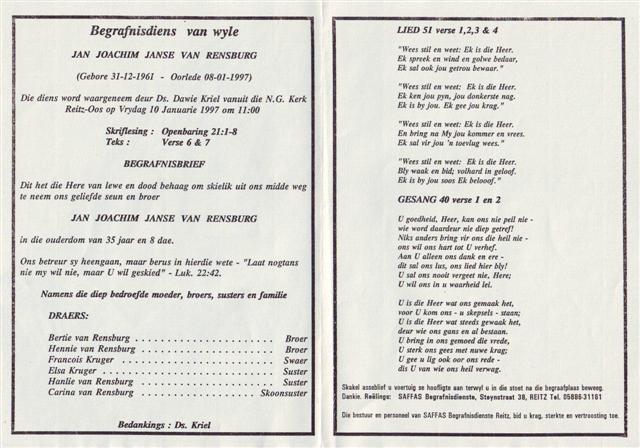 Begrafnisdiens van wyle
JAN JOACHIM JANSE VAN RENSBURG
(Gebore 31-12-1961 - Oorlede 08-01-1997)
Die diens word waargeneem deur Ds. Dawie Kriel vanuit die N.G. Kerk
Reitz-Oos op Vrydag 10 Januarie 1997 om 11:00
Skriflesing : Openbaring 21:1-8
Teks : Verse 6 & 7
BEGRAFNISBRIEF
Dit het die Here van lewe en dood behaag om skielik uit ons midde weg
te neem ons geliefde seun en broer
JAN JOACHIM JANSE VAN RENSBURG
in die ouderdom van 35 jaar en 8 dae.
Ons betreur sy heengaan, maar berus in hierdie wete - "Laat nogtans
nie my wil nie, maar U wil geskied" - Luk. 22:42.
Namens die diep bedroefde moeder, broers, susters en familie
DRAERS:
Bertie van Rensburg . . . . . . . . . . . . . . . . . . . . Broer
Hennie van Rensburg . . . . . . . . . . . . . . . . . . . . Broer
Francois Kruger . . . . . . . . . . . . . . . . . . . . Swaer
Elsa Kruger . . . . . . . . . . . . . . . . . . . . Suster
Hanlie van Rensburg . . . . . . . . . . . . . . . . . . . . Suster
Carina van Rensburg . . . . . . . . . . . . . . . . . Skoonsuster
Bedankings : Ds. Kriel
LIED 51 verse 1,2,3 & 4
"Wees stil en weet: Ek is die Heer.
Ek spreek en wind en golwe bedaar,
Ek sal ook jou getrou bewaar."
"Wees stil en weet: Ek is die Heer.
Ek ken jou pyn, jou donkerste nag.
Ek is by jou. Ek gee jou krag."
"Wees stil en weet: Ek is die Heer.
En bring na My jou kommer en vrees.
Ek sal vir jou 'n toevlug wees."
"Wees stil en weet: Ek is die Heer.
Bly waak en bid; volhard in geloof.
Ek is by jou soos Ek belooof."
GESANG 40 verse 1 en 2
U goedheid, Heer, kan ons nie peil nie -
wie word daardeur nie diep getref!
Niks anders bring vir ons die heil nie -
ons wil ons hart tot U verhef.
Aan U alleen ons dank en ere -
dit sal ons lus, ons lied hier bly!
U sal ons nooit vergeet nie, Here;
U wil ons in u waarheid lei.
U is die Heer wat ons gemaak het,
voor U kom ons - u skepsels - staan;
U is die Heer wat steeds gewaak het,
deur wie ons gans en al bestaan.
U bring in ons gemoed die vrede,
U sterk ons gees met nuwe krag;
U gee u lig ook oor ons rede -
dis U van wie ons heil verwag.
Skakel asseblief u voertuig se hoofligte aan terwyl u in die stoet na die begraafplaas beweeg.
Dankie. Reëlings: SAFFAS Begrafnisdienste, Steynstraat 38, REITZ Tel. 05886-31161
Die bestuur en personeel van SAFFAS Begrafnisdienste Reitz, bid u krag, sterkte en vertroosting toe.